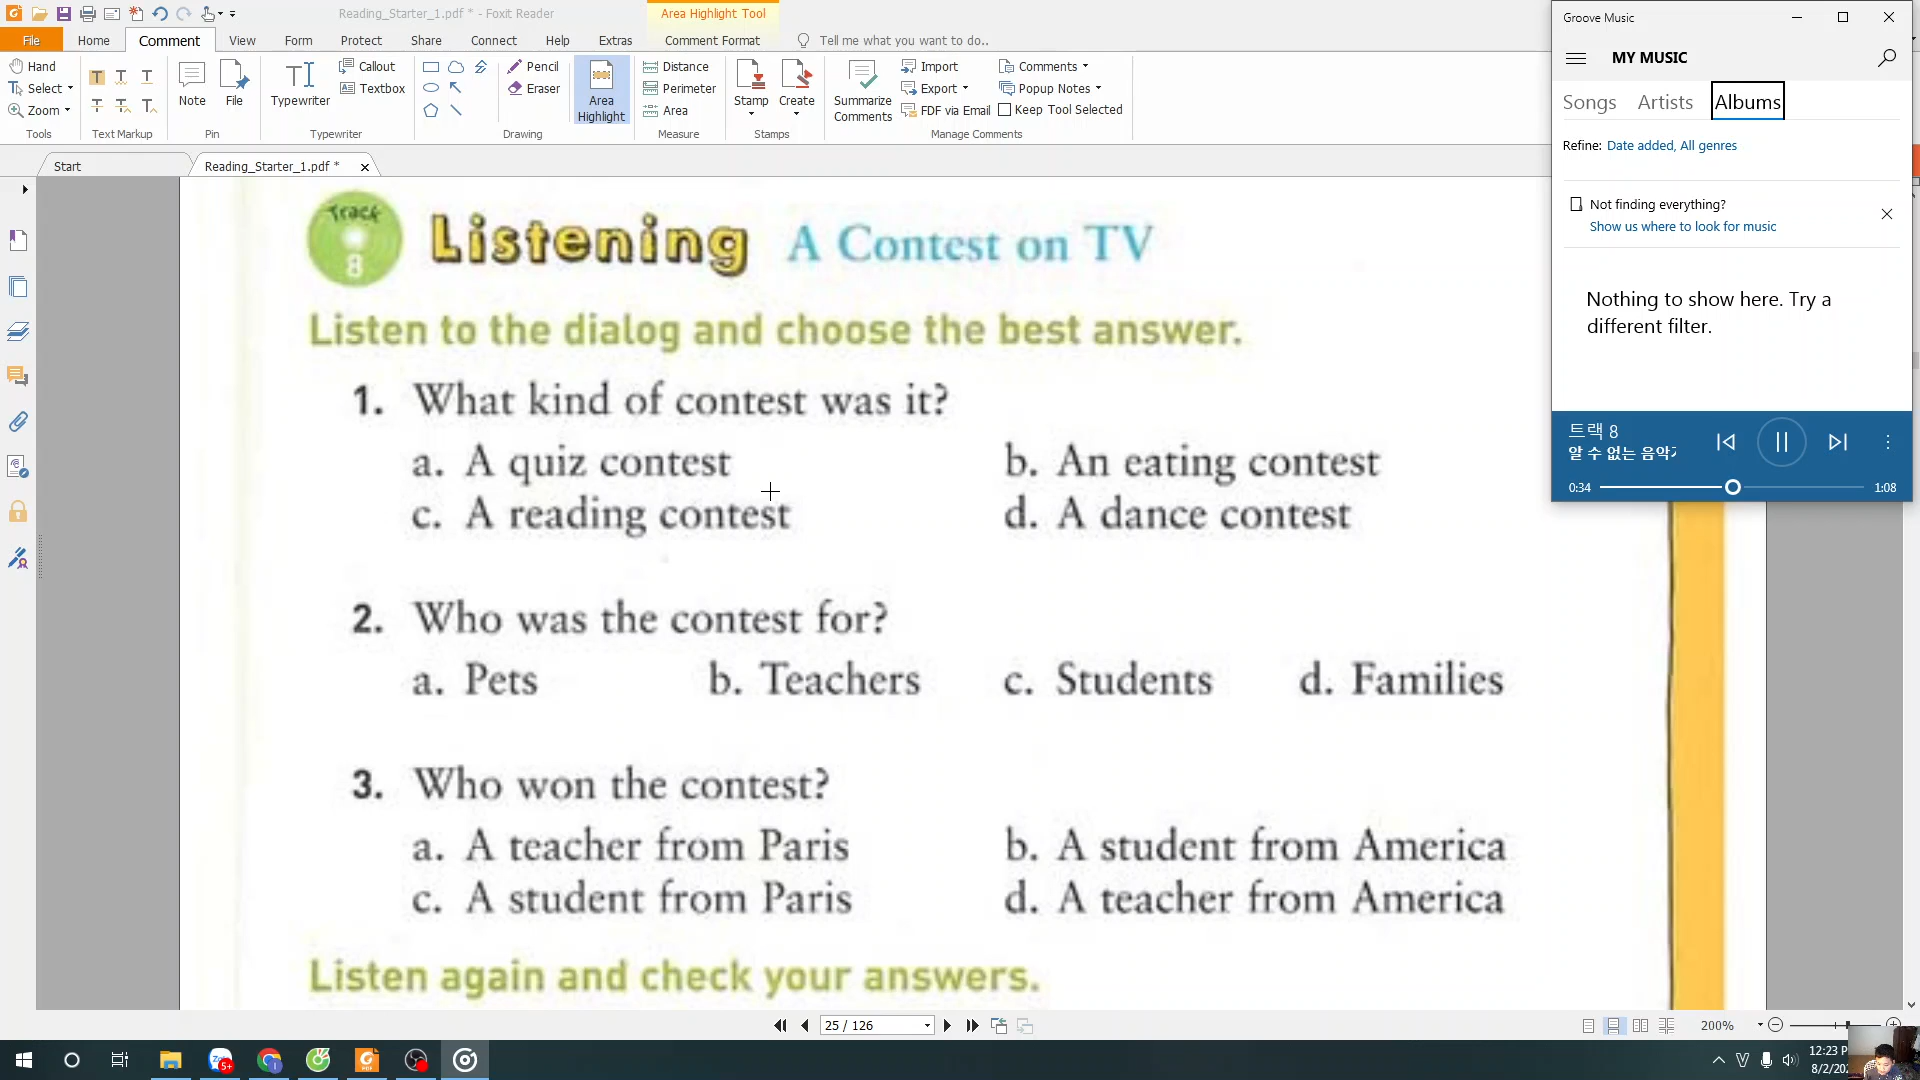 Reading_Starter_1.pdf * - Foxit Reader
Area Highlight Tool
File Home Comment View Form Protect Share Connect Help Extras Comment Format Tell me what you want to do..
Hand
Select
Zoom
Tools
T T T
T T T
Text Markup
Note
File
Pin
Typewriter
Callout
Textbox
Typewriter
Pencil
Eraser
Drawing
Area
Highlight
Distance
Perimeter
Area
Measure
Stamp
Create
Stamps
Summarize
Comments
Import
Export
FDF via Email
Comments
Popup Notes
Keep Tool Selected
Manage Comments
Start
Reading_Starter_1.pdf *
Track
8
Listening A Contest on TV
Listen to the dialog and choose the best answer.
1. What kind of contest was it?
a. A quiz contest b. An eating contest
c. A reading contest d. A dance contest
2. Who was the contest for?
a. Pets b. Teachers c. Students d. Families
3. Who won the contest?
a. A teacher from Paris b. A student from America
c. A student from Paris d. A teacher from America
Listen again and check your answers.
Groove Music
MY MUSIC
Songs Artists Albums
Refine: Date added, All genres
Not finding everything?
Show us where to look for music
Nothing to show here. Try a
different filter.
트랙 8
알 수 없는 음악
0:34 1:08
25 / 126
200%
Zalo
5+
PDF
12:23 P
8/2/20